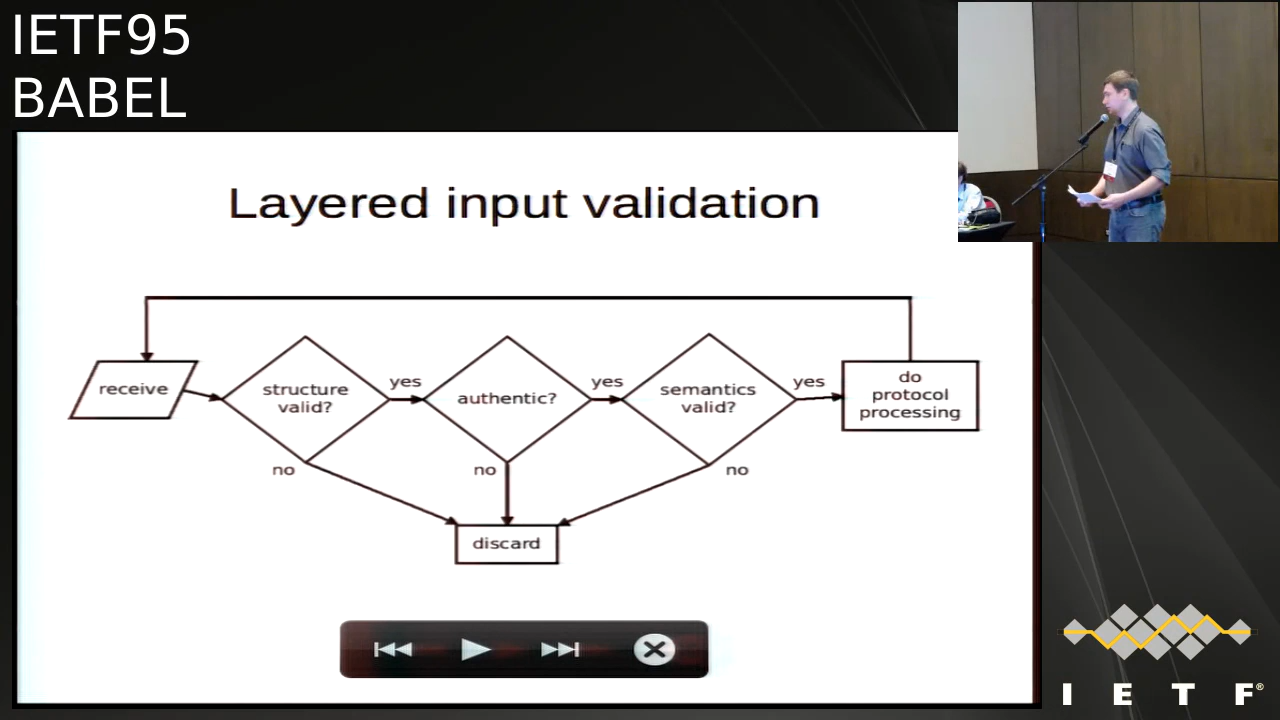 IETF95
BABEL
Layered input validation
receive
structure
valid?
yes
authentic?
yes
semantics
valid?
yes
do
protocol
processing
no
no
no
discard
I E T F®